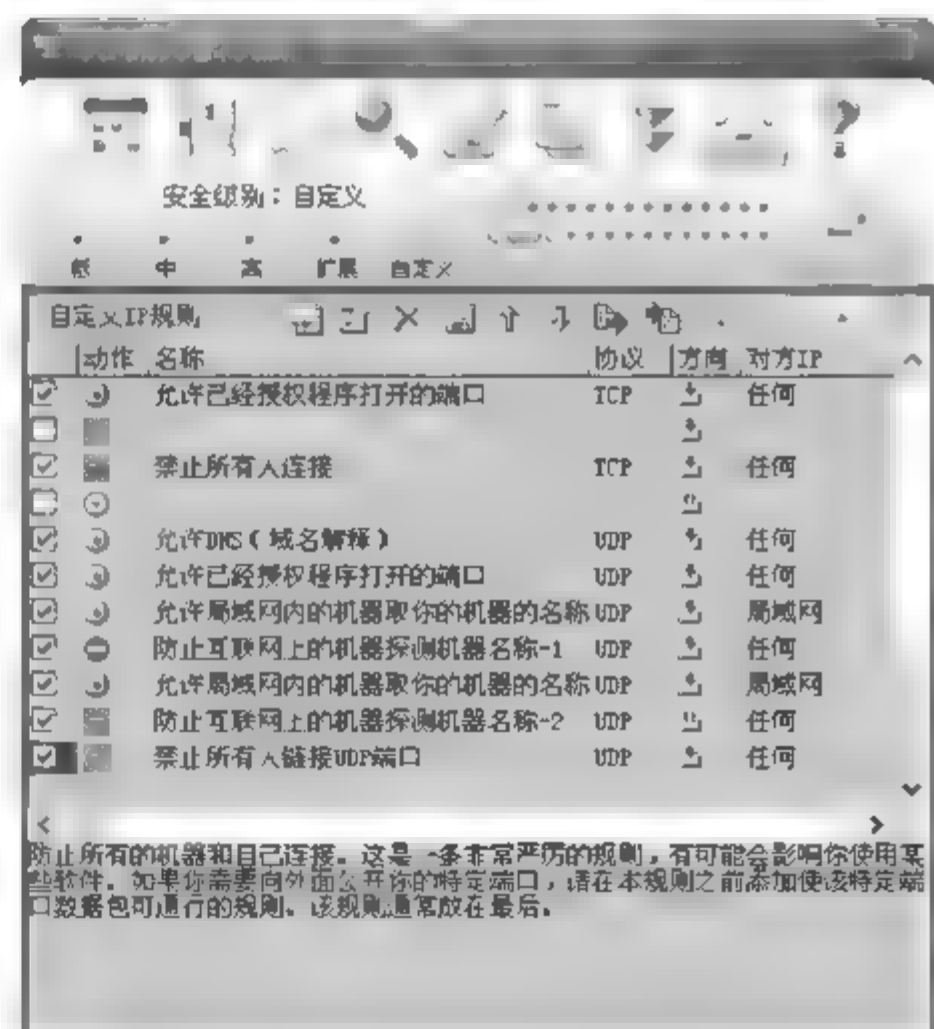 安全级别：自定义
低 中 高 扩展 自定义
自定义IP规则
动作 名称 协议 方向 对方IP
允许已经授权程序打开的端口 TCP 任何
禁止所有人连接 TCP 任何
允许DNS(域名解释) UDP 任何
允许已经授权程序打开的端口 UDP 任何
允许局域网内的机器取你的机器的名称 UDP 局域网
防止互联网上的机器探测机器名称-1 UDP 任何
允许局域网内的机器取你的机器的名称 UDP 局域网
防止互联网上的机器探测机器名称-2 UDP 任何
禁止所有人链接UDP端口 UDP 任何
防止所有的机器和自己连接。这是一条非常严厉的规则，有可能会影响你使用某
些软件。如果你需要向外面公开你的特定端口，请在本规则之前添加使该特定端
口数据包可通行的规则。该规则通常放在最后。